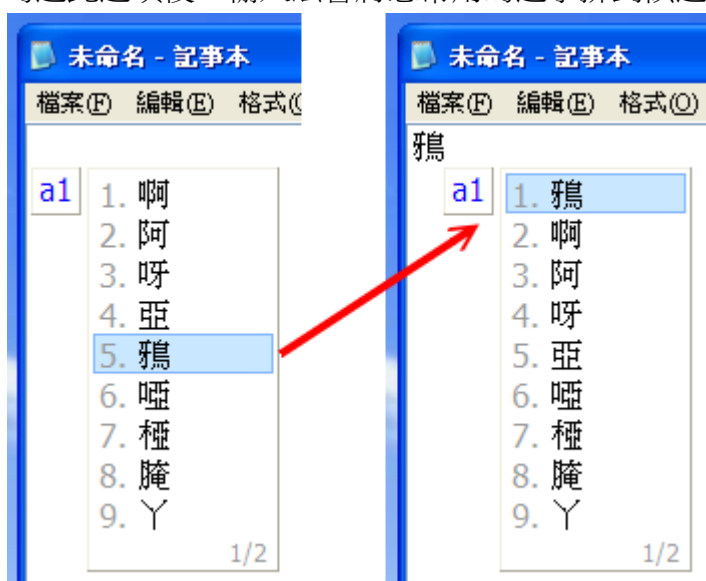 未命名 - 記事本
檔案(F) 編輯(E) 格式(
a1
1. 啊
2. 阿
3. 呀
4. 亞
5. 鴉
6. 啞
7. 椏
8. 腌
9. 丫
1/2
未命名 - 記事本
檔案(F) 編輯(E) 格式(O)
鴉
a1
1. 鴉
2. 啊
3. 阿
4. 呀
5. 亞
6. 啞
7. 椏
8. 腌
9. 丫
1/2